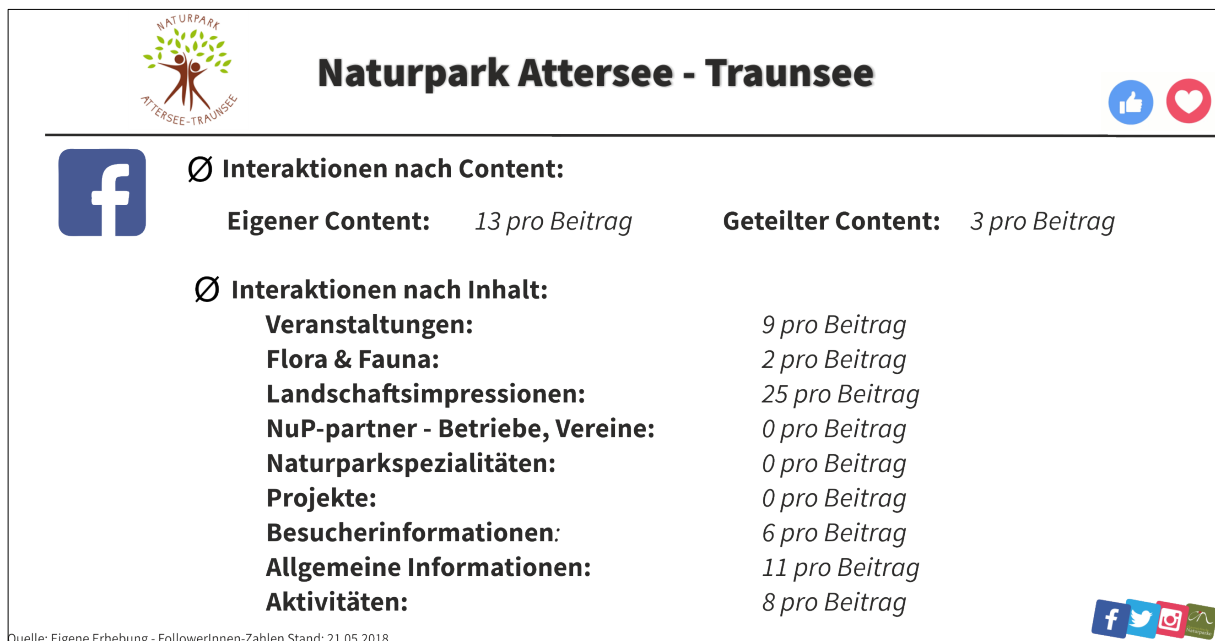 NATURPARK
ATTERSEE-TRAUNSEE
Naturpark Attersee - Traunsee
Ø Interaktionen nach Content:
Eigener Content: 13 pro Beitrag Geteilter Content: 3 pro Beitrag
Ø Interaktionen nach Inhalt:
Veranstaltungen: 9 pro Beitrag
Flora & Fauna: 2 pro Beitrag
Landschaftsimpressionen: 25 pro Beitrag
NuP-partner - Betriebe, Vereine: 0 pro Beitrag
Naturparkspezialitäten: 0 pro Beitrag
Projekte: 0 pro Beitrag
Besucherinformationen: 6 pro Beitrag
Allgemeine Informationen: 11 pro Beitrag
Aktivitäten: 8 pro Beitrag
Quelle: Eigene Erhebung - FollowerInnen-Zahlen Stand: 21.05.2018